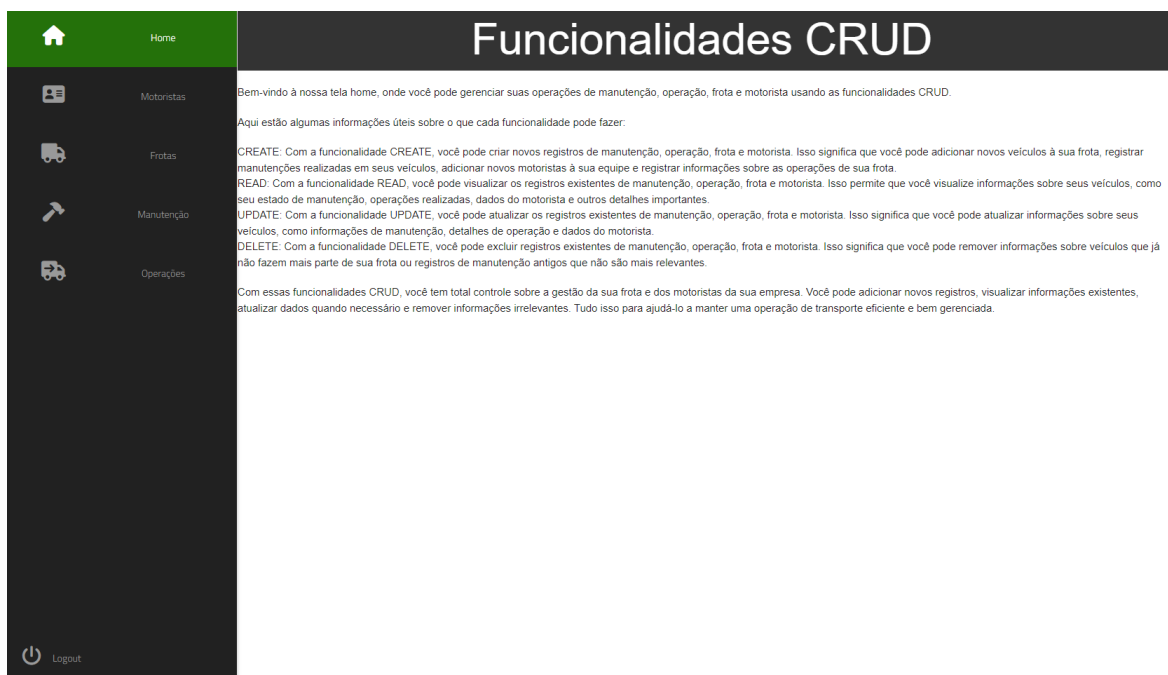 Home
Motoristas
Frotas
Manutenção
Operações
Logout
Funcionalidades CRUD
Bem-vindo à nossa tela home, onde você pode gerenciar suas operações de manutenção, operação, frota e motorista usando as funcionalidades CRUD.
Aqui estão algumas informações úteis sobre o que cada funcionalidade pode fazer:
CREATE: Com a funcionalidade CREATE, você pode criar novos registros de manutenção, operação, frota e motorista. Isso significa que você pode adicionar novos veículos à sua frota, registrar
manutenções realizadas em seus veículos, adicionar novos motoristas à sua equipe e registrar informações sobre as operações de sua frota.
READ: Com a funcionalidade READ, você pode visualizar os registros existentes de manutenção, operação, frota e motorista. Isso permite que você visualize informações sobre seus veículos, como
seu estado de manutenção, operações realizadas, dados do motorista e outros detalhes importantes.
UPDATE: Com a funcionalidade UPDATE, você pode atualizar os registros existentes de manutenção, operação, frota e motorista. Isso significa que você pode atualizar informações sobre seus
veículos, como informações de manutenção, detalhes de operação e dados do motorista.
DELETE: Com a funcionalidade DELETE, você pode excluir registros existentes de manutenção, operação, frota e motorista. Isso significa que você pode remover informações sobre veículos que já
não fazem mais parte de sua frota ou registros de manutenção antigos que não são mais relevantes.
Com essas funcionalidades CRUD, você tem total controle sobre a gestão da sua frota e dos motoristas da sua empresa. Você pode adicionar novos registros, visualizar informações existentes,
atualizar dados quando necessário e remover informações irrelevantes. Tudo isso para ajudá-lo a manter uma operação de transporte eficiente e bem gerenciada.